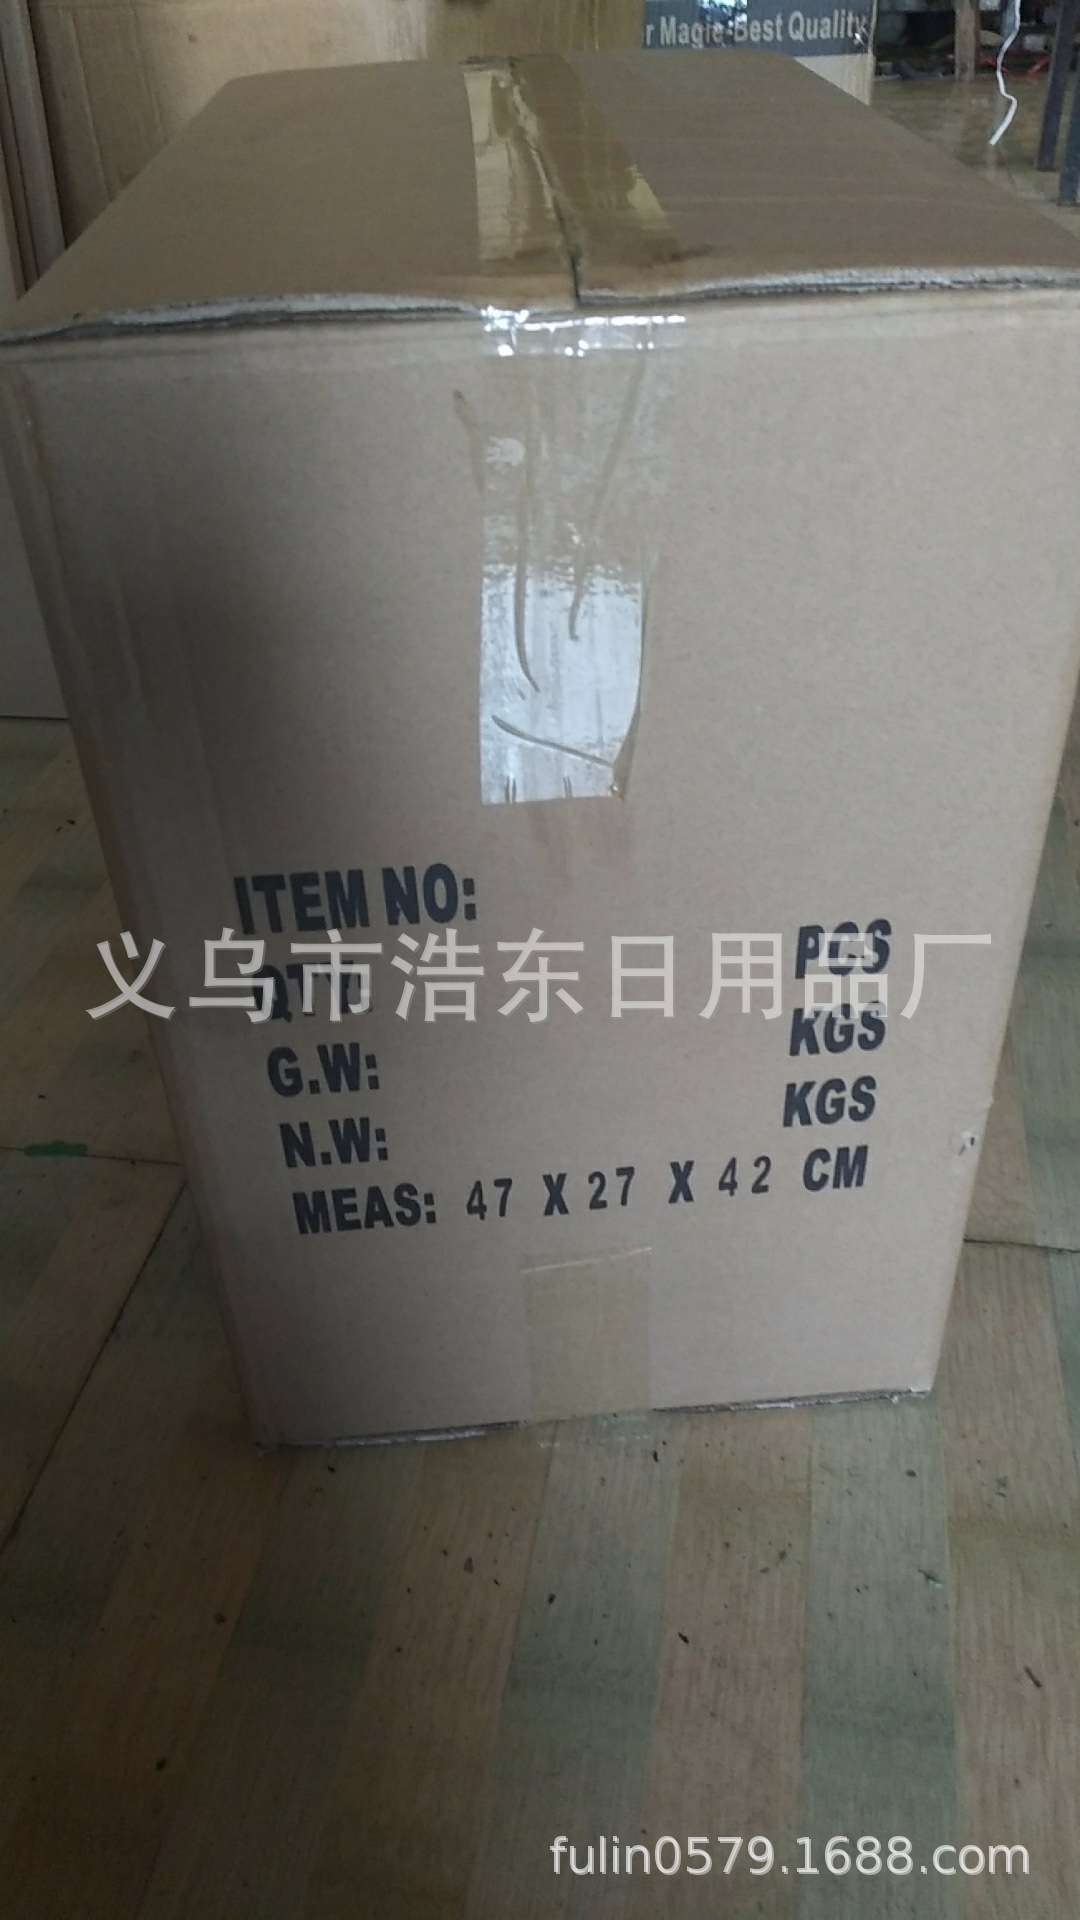 r Magic-Best Quality
ITEM NO:
义乌市浩东日用品厂
QTY: PCS
G.W: KGS
N.W: KGS
MEAS: 47 X 27 X 42 CM
fulin0579.1688.com